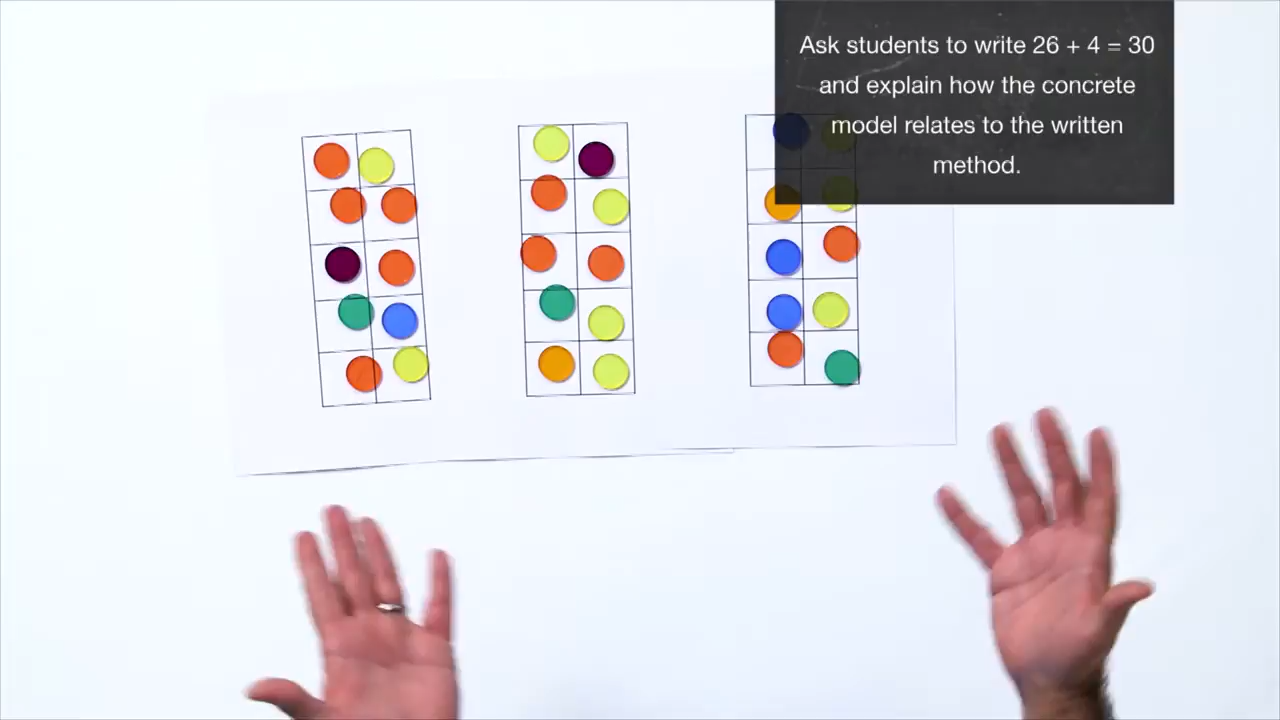 Ask students to write 26 + 4 = 30
and explain how the concrete
model relates to the written
method.